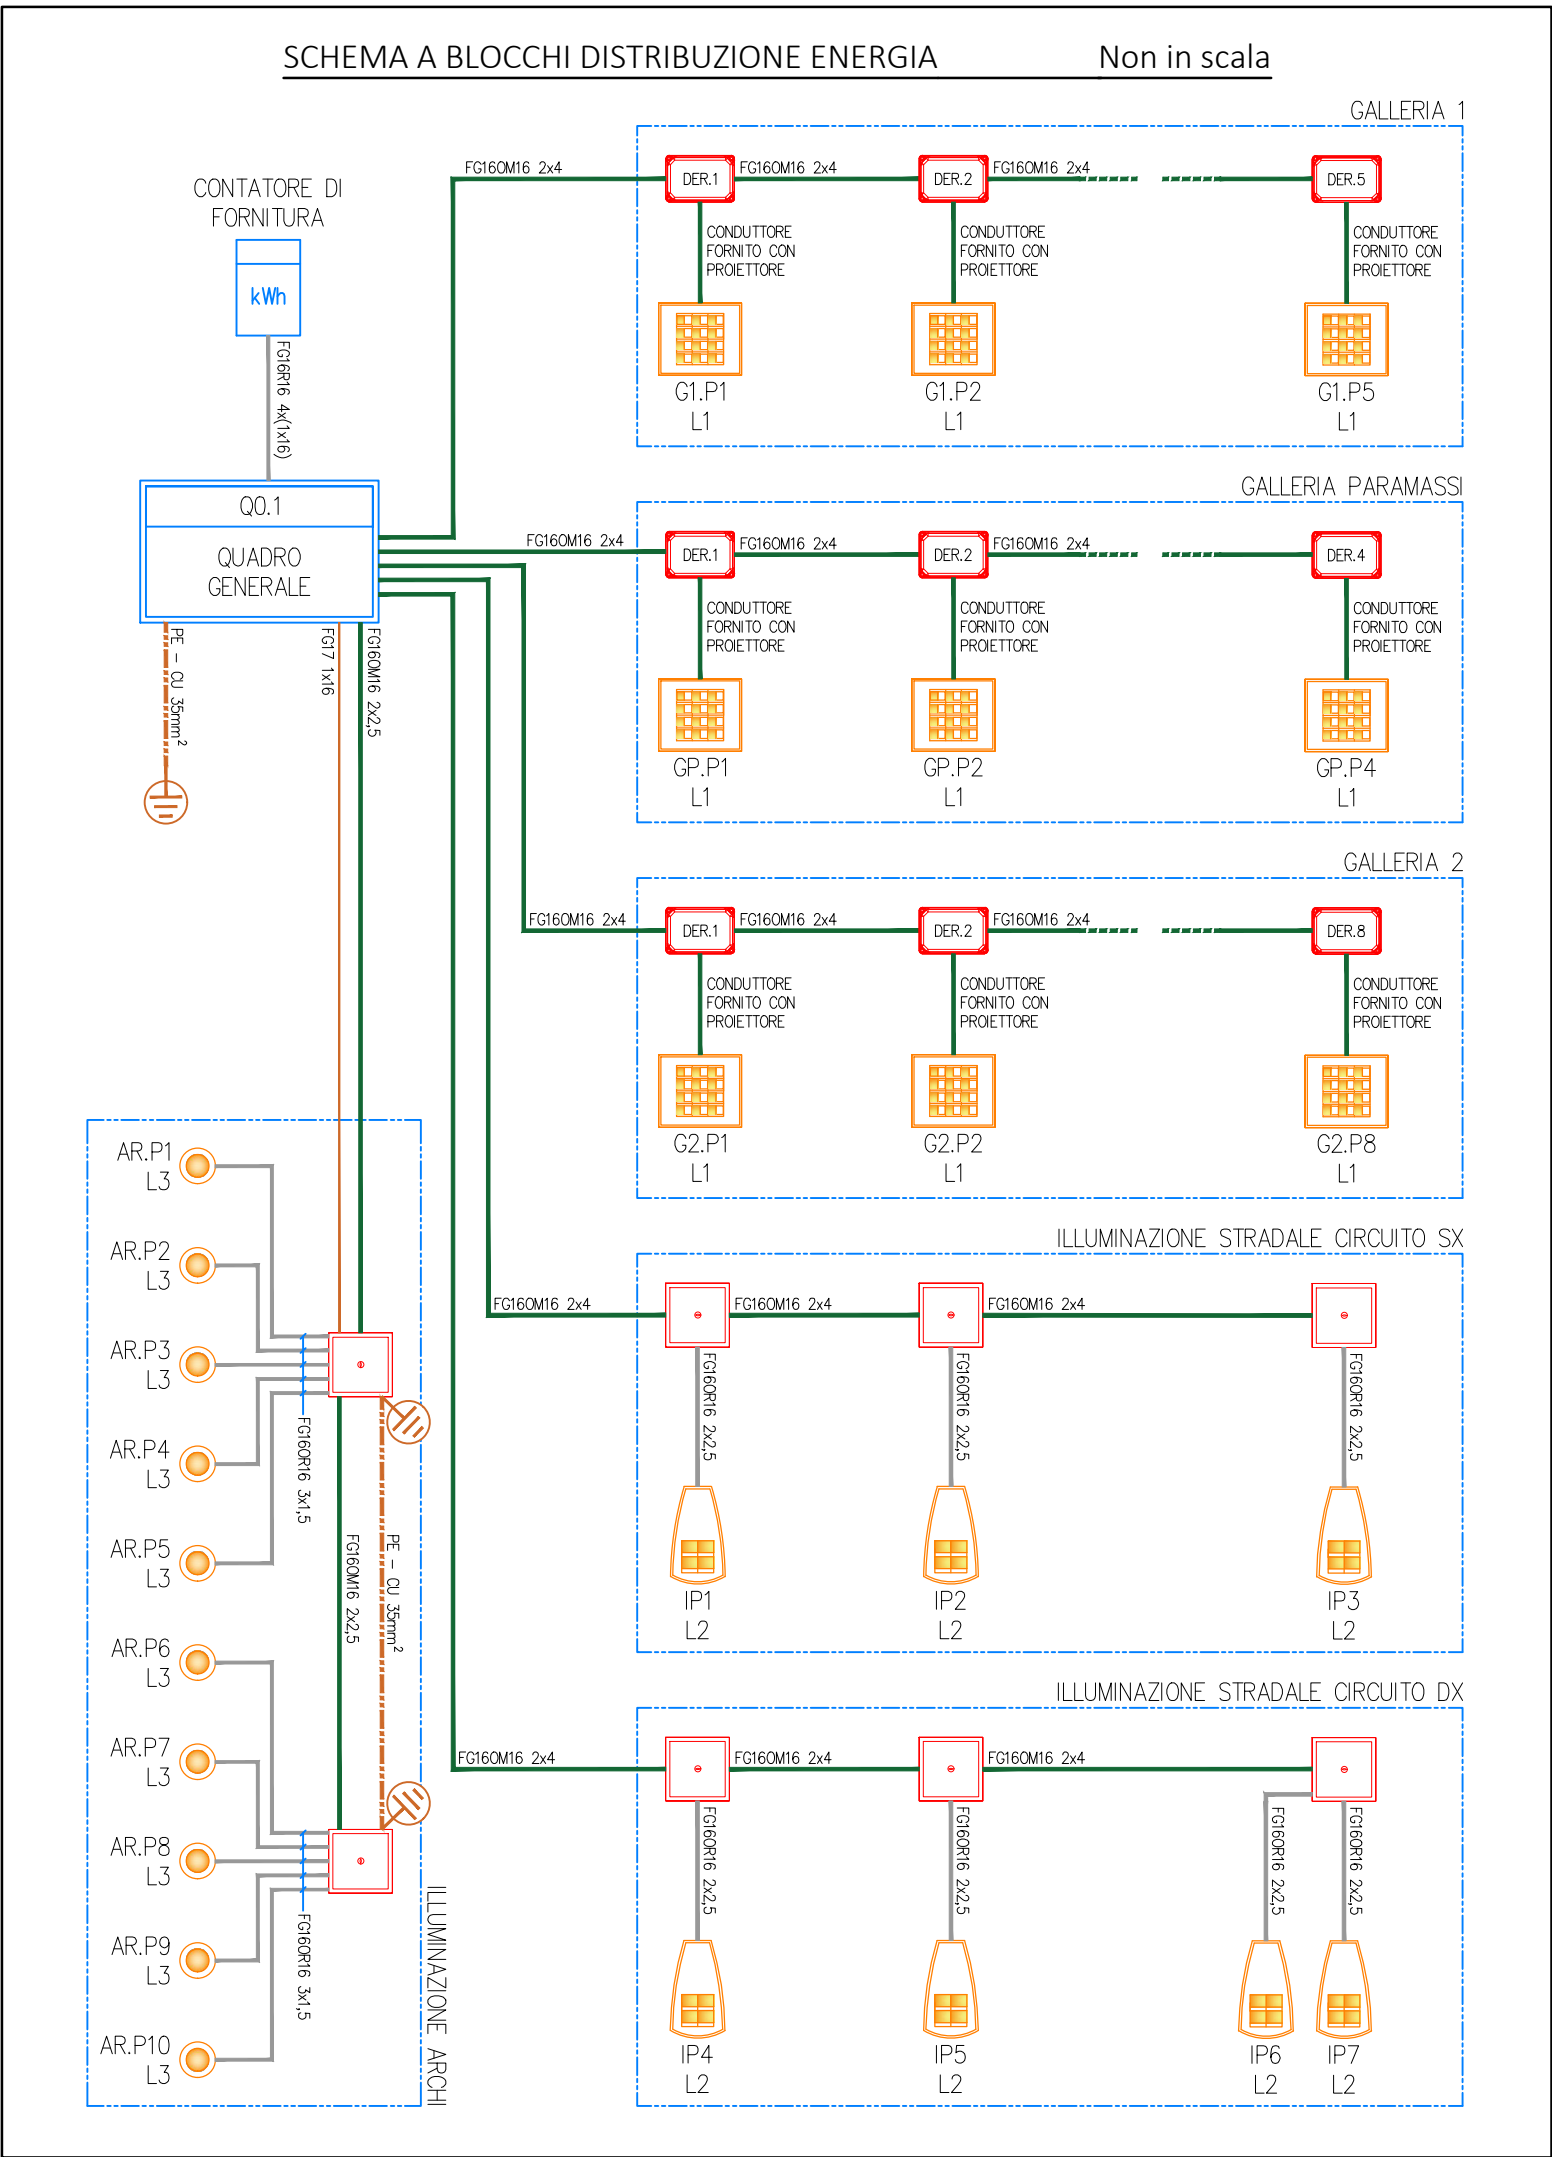 SCHEMA A BLOCCHI DISTRIBUZIONE ENERGIA Non in scala
CONTATORE DI
FORNITURA
kWh
FG16R16 4x(1x16)
Q0.1
QUADRO
GENERALE
PE - CU 35mm²
FG17 1x16
FG16OM16 2x2,5
GALLERIA 1
FG16OM16 2x4
DER.1
FG16OM16 2x4
DER.2
FG16OM16 2x4
DER.5
CONDUTTORE
FORNITO CON
PROIETTORE
CONDUTTORE
FORNITO CON
PROIETTORE
CONDUTTORE
FORNITO CON
PROIETTORE
G1.P1
L1
G1.P2
L1
G1.P5
L1
GALLERIA PARAMASSI
FG16OM16 2x4
DER.1
FG16OM16 2x4
DER.2
FG16OM16 2x4
DER.4
CONDUTTORE
FORNITO CON
PROIETTORE
CONDUTTORE
FORNITO CON
PROIETTORE
CONDUTTORE
FORNITO CON
PROIETTORE
GP.P1
L1
GP.P2
L1
GP.P4
L1
GALLERIA 2
FG16OM16 2x4
DER.1
FG16OM16 2x4
DER.2
FG16OM16 2x4
DER.8
CONDUTTORE
FORNITO CON
PROIETTORE
CONDUTTORE
FORNITO CON
PROIETTORE
CONDUTTORE
FORNITO CON
PROIETTORE
G2.P1
L1
G2.P2
L1
G2.P8
L1
ILLUMINAZIONE STRADALE CIRCUITO SX
FG16OM16 2x4
FG16OM16 2x4
FG16OM16 2x4
FG16OR16 2x2,5
FG16OR16 2x2,5
FG16OR16 2x2,5
IP1
L2
IP2
L2
IP3
L2
ILLUMINAZIONE STRADALE CIRCUITO DX
FG16OM16 2x4
FG16OM16 2x4
FG16OM16 2x4
FG16OR16 2x2,5
FG16OR16 2x2,5
FG16OR16 2x2,5
FG16OR16 2x2,5
IP4
L2
IP5
L2
IP6
L2
IP7
L2
AR.P1
L3
AR.P2
L3
AR.P3
L3
AR.P4
L3
AR.P5
L3
AR.P6
L3
AR.P7
L3
AR.P8
L3
AR.P9
L3
AR.P10
L3
FG16OR16 3x1,5
FG16OM16 2x2,5
PE - CU 35mm²
FG16OR16 3x1,5
ILLUMINAZIONE ARCHI